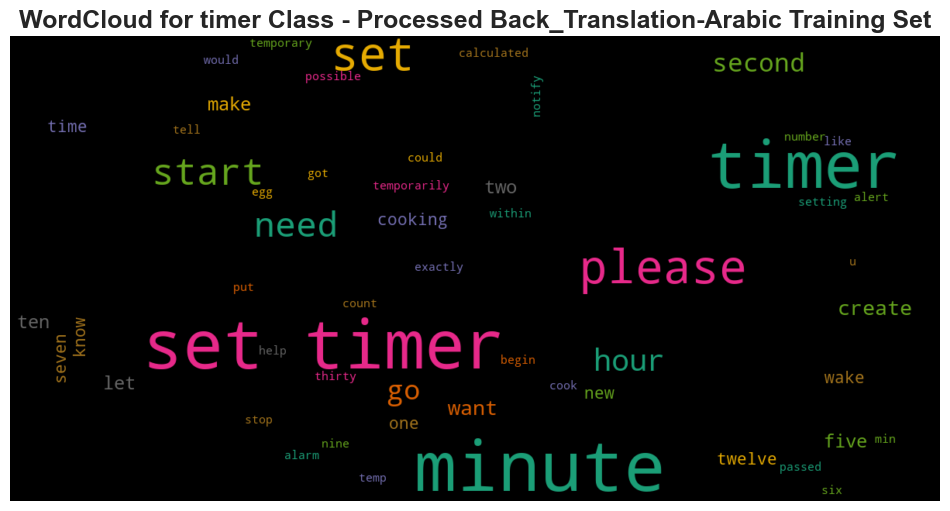 WordCloud for timer Class - Processed Back_Translation-Arabic Training Set
temporary
set
calculated
would
possible
second
notify
make
time
tell
number
like
could
start
got
timer
egg
temporarily
two
setting
alert
within
need
cooking
exactly
please
u
put
count
create
ten
seven
know
set timer
help
begin
hour
let
thirty
go
cook
new
wake
want
stop
one
nine
alarm
minute
five
min
twelve
passed
temp
six